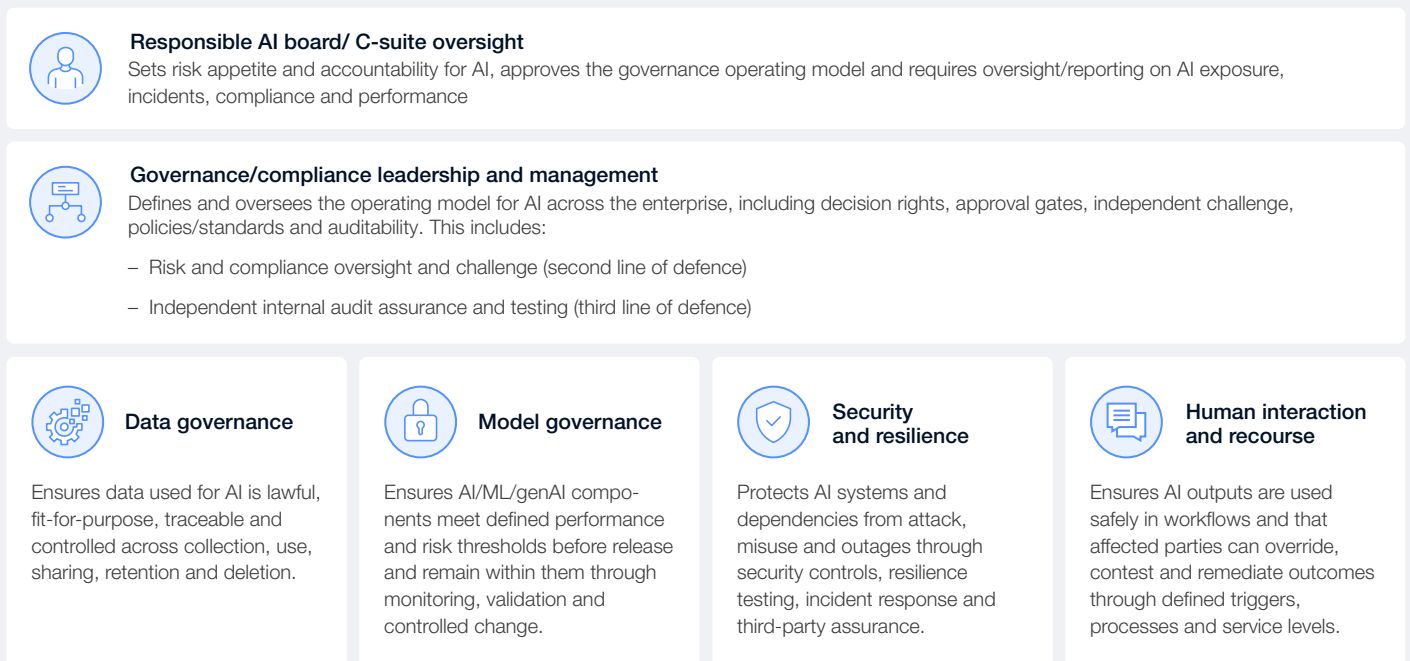 Responsible AI board/ C-suite oversight
Sets risk appetite and accountability for AI, approves the governance operating model and requires oversight/reporting on AI exposure,
incidents, compliance and performance
Governance/compliance leadership and management
Defines and oversees the operating model for AI across the enterprise, including decision rights, approval gates, independent challenge,
policies/standards and auditability. This includes:
– Risk and compliance oversight and challenge (second line of defence)
– Independent internal audit assurance and testing (third line of defence)
Data governance
Ensures data used for AI is lawful,
fit-for-purpose, traceable and
controlled across collection, use,
sharing, retention and deletion.
Model governance
Ensures AI/ML/genAI compo-
nents meet defined performance
and risk thresholds before release
and remain within them through
monitoring, validation and
controlled change.
Security
and resilience
Protects AI systems and
dependencies from attack,
misuse and outages through
security controls, resilience
testing, incident response and
third-party assurance.
Human interaction
and recourse
Ensures AI outputs are used
safely in workflows and that
affected parties can override,
contest and remediate outcomes
through defined triggers,
processes and service levels.